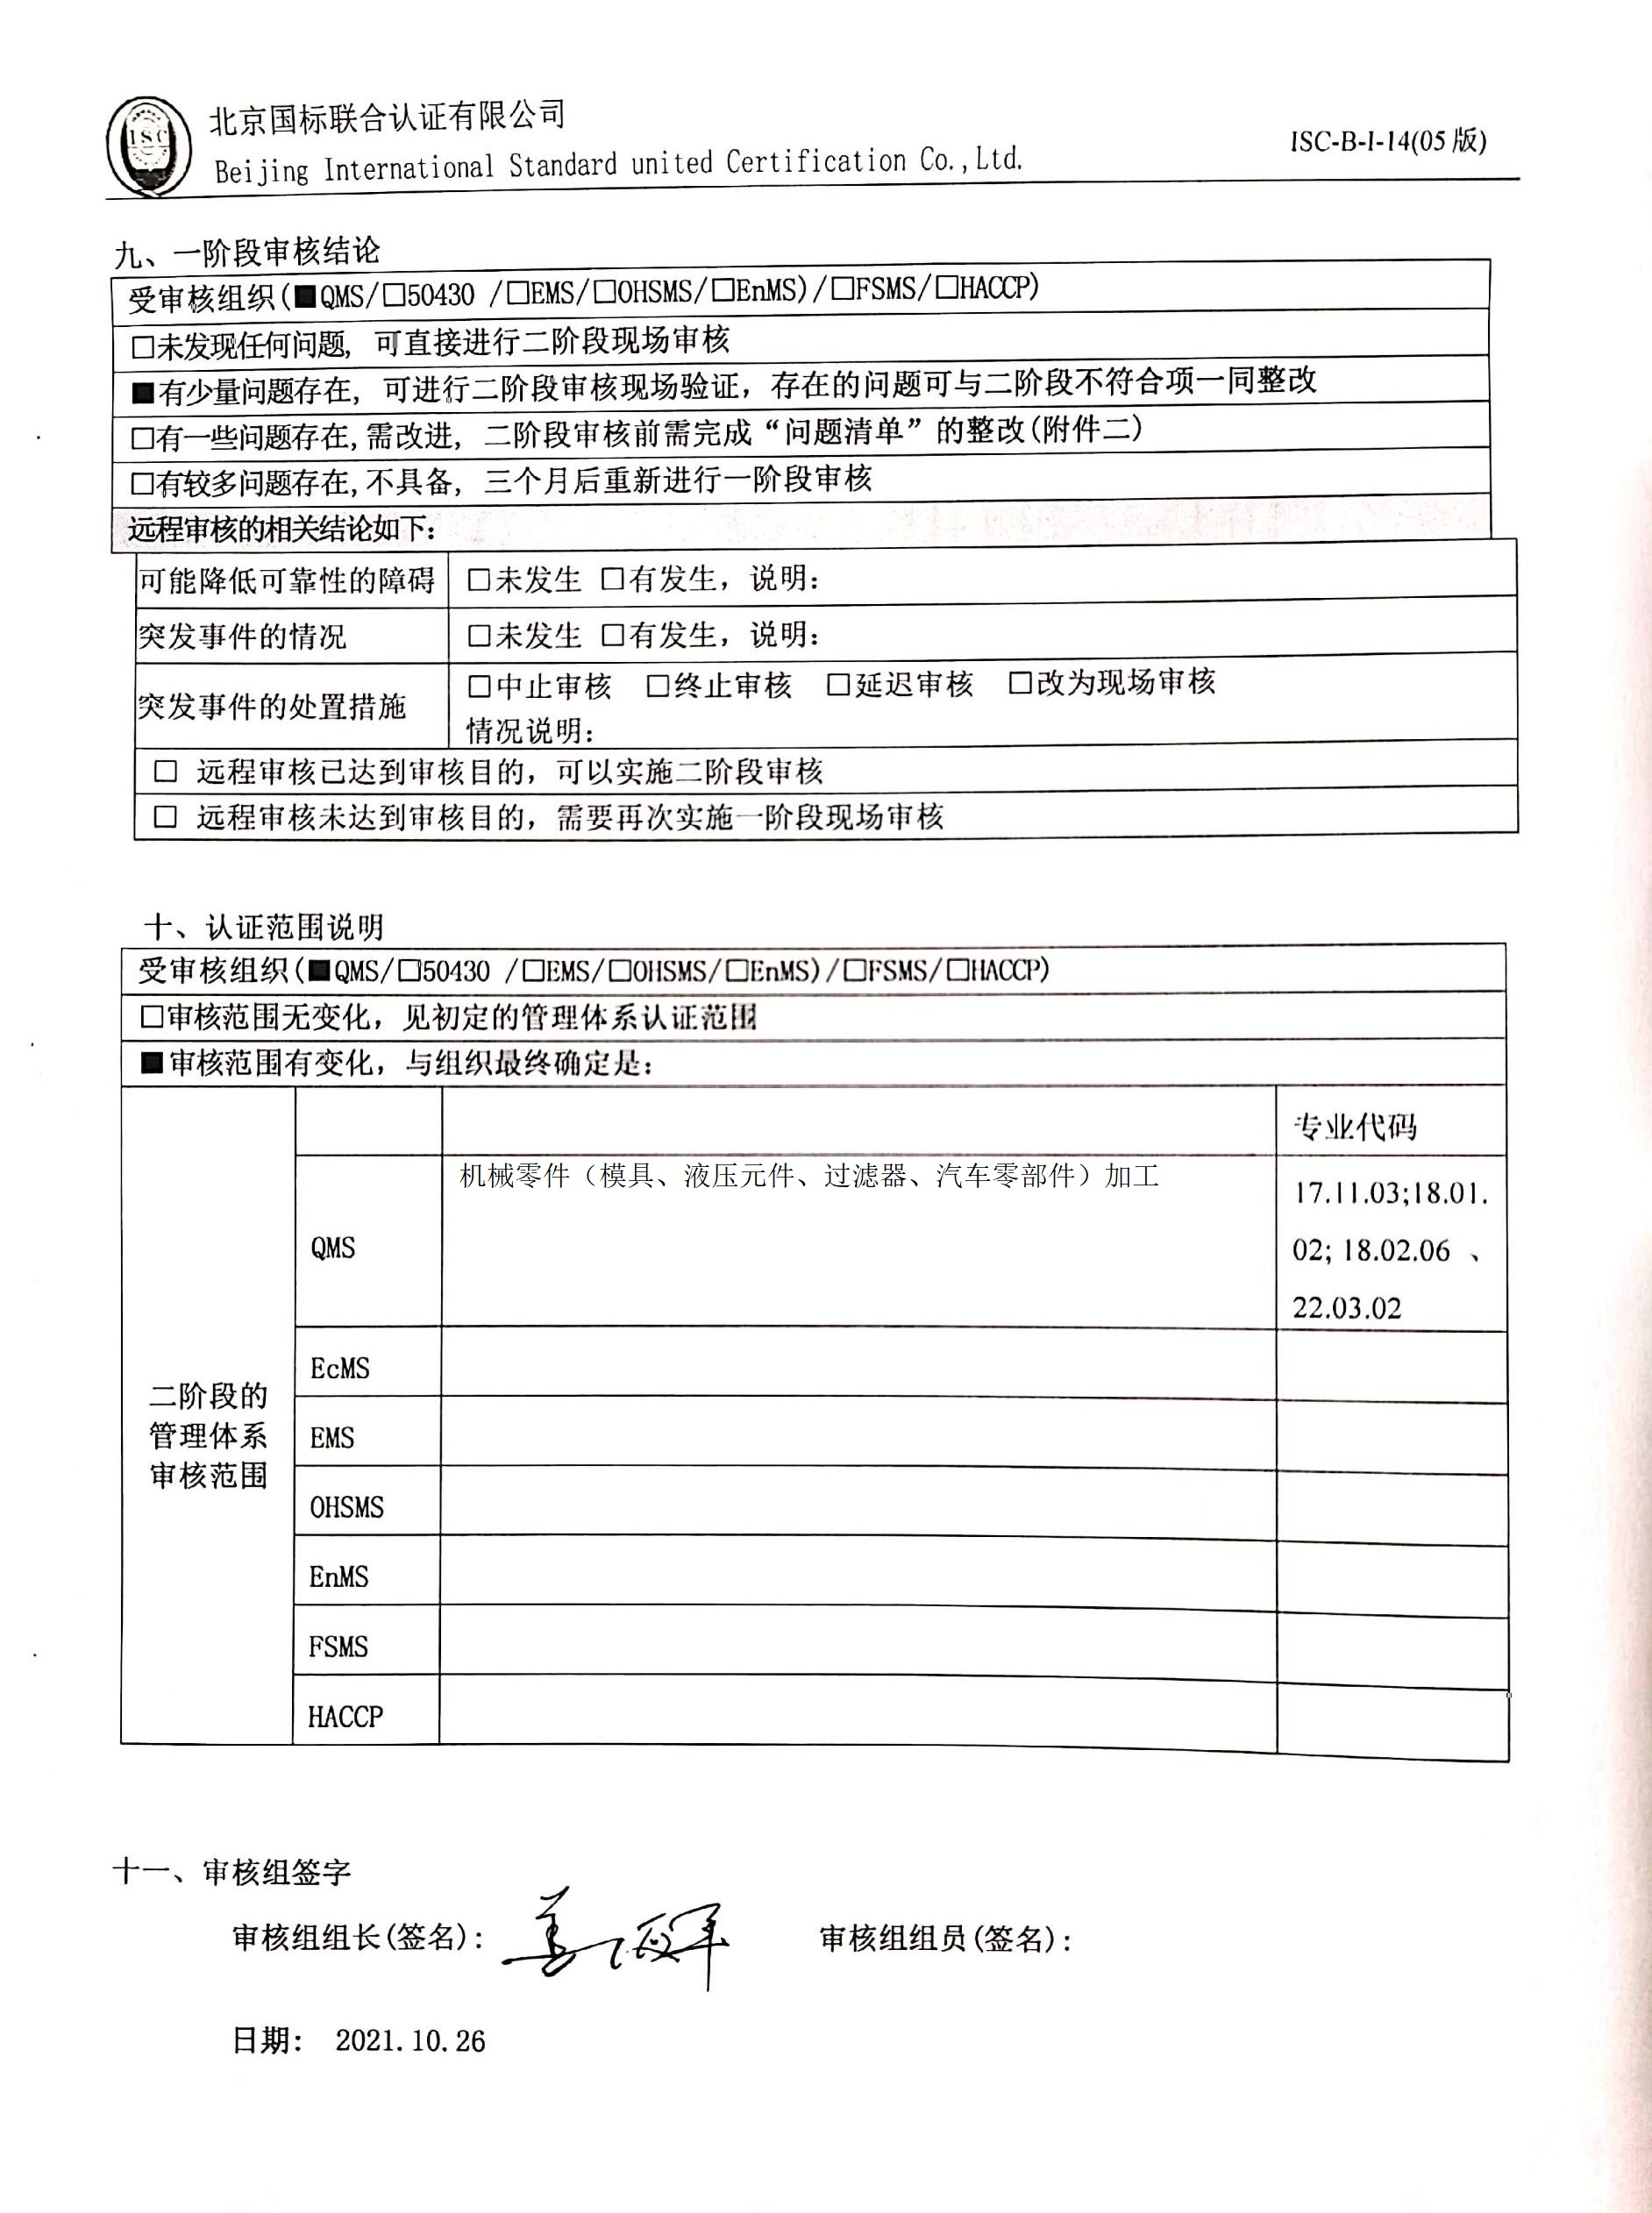 ISC
北京国标联合认证有限公司
Beijing International Standard united Certification Co.,Ltd.
ISC-B-I-14(05版)
九、一阶段审核结论
受审核组织(■QMS/□50430 /□EMS/□OHSMS/□EnMS)/□FSMS/□HACCP)
□未发现任何问题, 可直接进行二阶段现场审核
■有少量问题存在, 可进行二阶段审核现场验证, 存在的问题可与二阶段不符合项一同整改
□有一些问题存在,需改进, 二阶段审核前需完成“问题清单”的整改(附件二)
□有较多问题存在,不具备, 三个月后重新进行一阶段审核
远程审核的相关结论如下:
可能降低可靠性的障碍 □未发生 □有发生, 说明:
突发事件的情况 □未发生 □有发生, 说明:
突发事件的处置措施 □中止审核 □终止审核 □延迟审核 □改为现场审核
情况说明:
□ 远程审核已达到审核目的, 可以实施二阶段审核
□ 远程审核未达到审核目的, 需要再次实施一阶段现场审核
十、认证范围说明
受审核组织(■QMS/□50430 /□EMS/□OHSMS/□EnMS)/□FSMS/□HACCP)
□审核范围无变化, 见初定的管理体系认证范围
■审核范围有变化, 与组织最终确定是:
专业代码
二阶段的
管理体系
审核范围
QMS
机械零件（模具、液压元件、过滤器、汽车零部件）加工
17.11.03;18.01.
02; 18.02.06 、
22.03.02
EcMS
EMS
OHSMS
EnMS
FSMS
HACCP
十一、审核组签字
审核组组长(签名): 审核组组员(签名):
日期: 2021.10.26